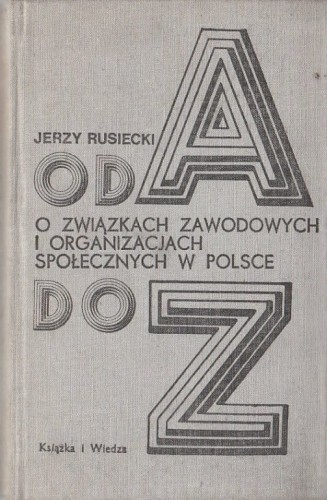 JERZY RUSIECKI
OD A
O ZWIĄZKACH ZAWODOWYCH
I ORGANIZACJACH
SPOŁECZNYCH W POLSCE
DO Z
Książka i Wiedza